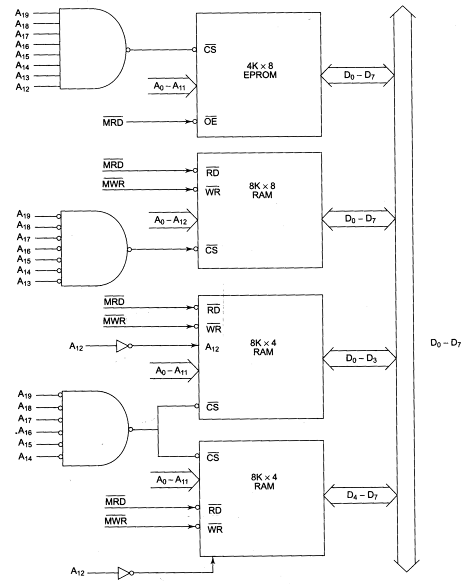 A19
A18
A17
A16
A15
A14
A13
A12
CS
4K × 8
EPROM
D0 – D7
A0 – A11
MRD
OE
MRD
RD
MWR
WR
8K × 8
RAM
A0 – A12
D0 – D7
A19
A18
A17
A16
A15
A14
A13
CS
MRD
RD
MWR
WR
A12
A12
8K × 4
RAM
D0 – D3
A0 – A11
D0 – D7
A19
A18
A17
A16
A15
A14
CS
CS
8K × 4
RAM
A0 – A11
D4 – D7
MRD
RD
MWR
WR
A12